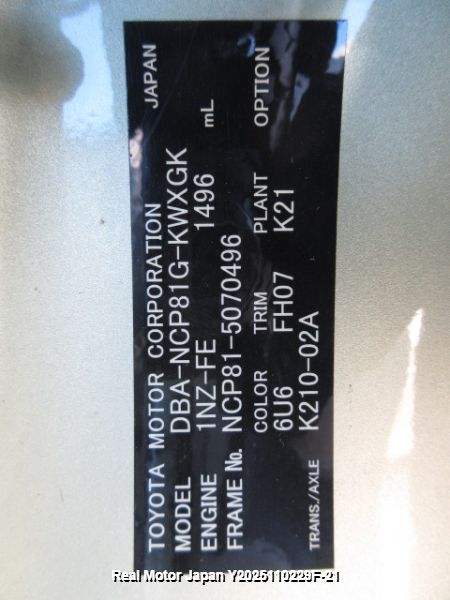 TOYOTA MOTOR CORPORATION JAPAN
MODEL DBA-NCP81G-KWXGK
ENGINE 1NZ-FE 1496 mL
FRAME No. NCP81-5070496
COLOR TRIM PLANT OPTION
6U6 FH07 K21
TRANS./AXLE K210-02A
Real Motor Japan Y2025110229F-21